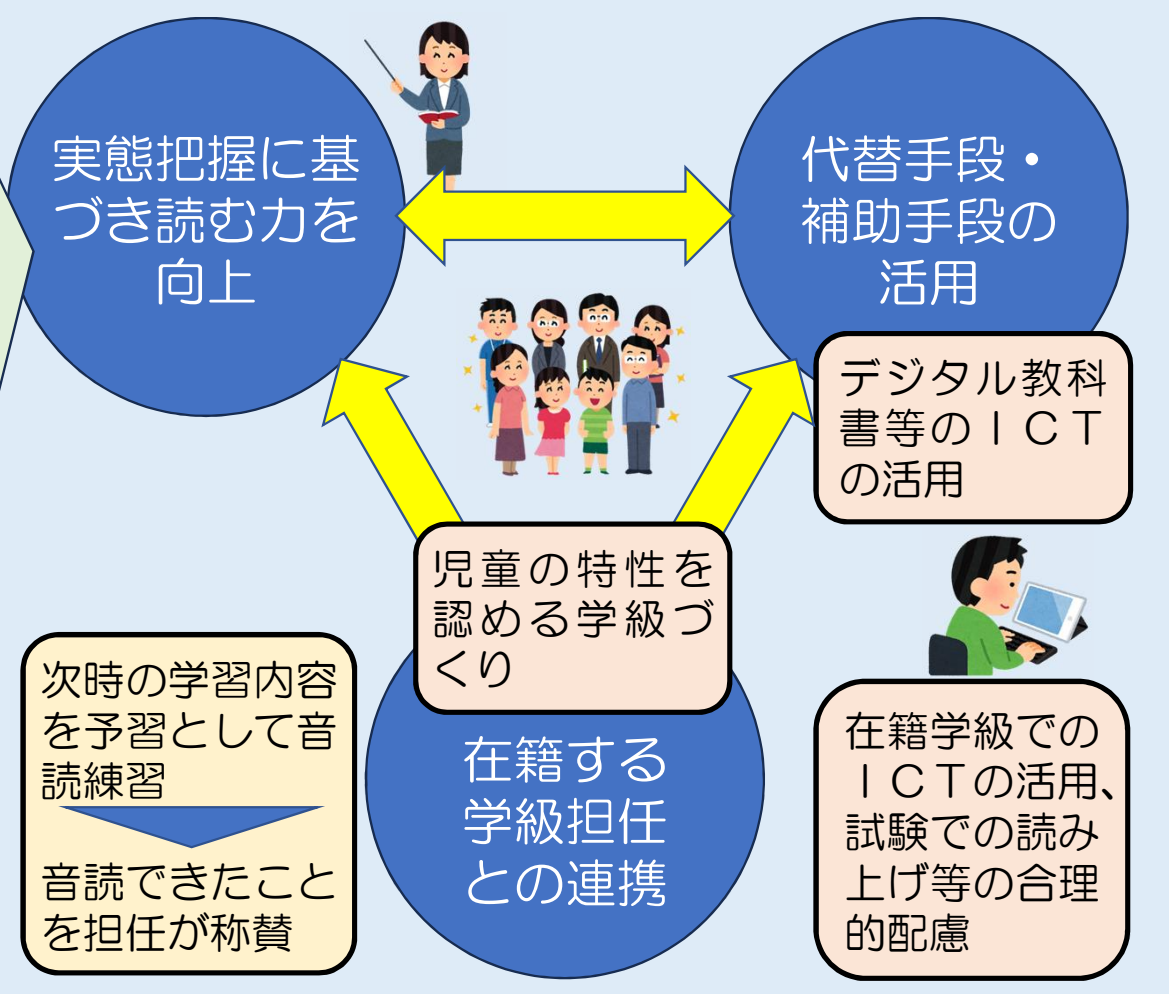 実態把握に基
づき読む力を
向上
代替手段・
補助手段の
活用
デジタル教科
書等のＩＣＴ
の活用
児童の特性を
認める学級づ
くり
次時の学習内容
を予習として音
読練習
音読できたこと
を担任が称賛
在籍する
学級担任
との連携
在籍学級での
ＩＣＴの活用、
試験での読み
上げ等の合理
的配慮